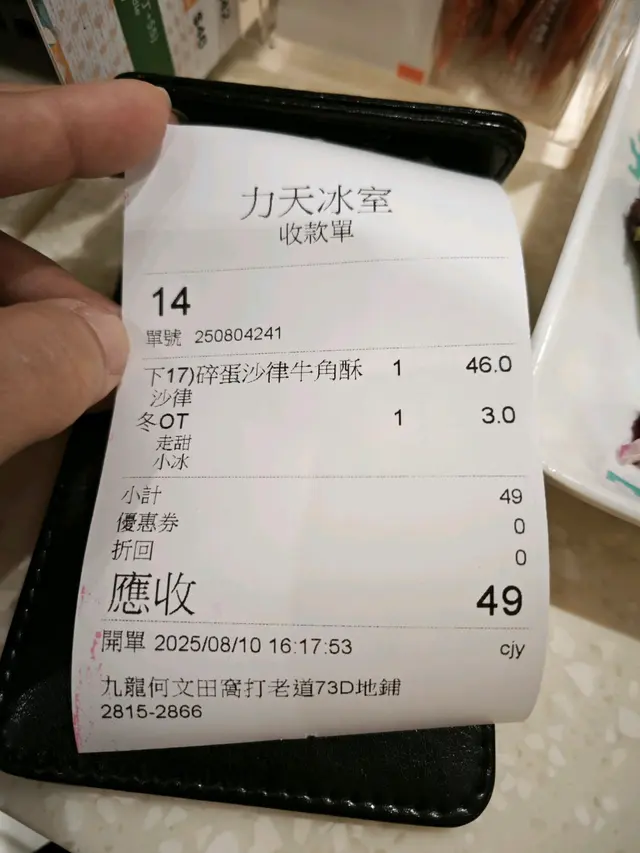 力天冰室
收款單
14
單號 250804241
下17)碎蛋沙律牛角酥 1 46.0
沙律
冬OT 1 3.0
走甜
小冰
小計 49
優惠券 0
折回 0
應收 49
開單 2025/08/10 16:17:53 cjy
九龍何文田窩打老道73D地鋪
2815-2866